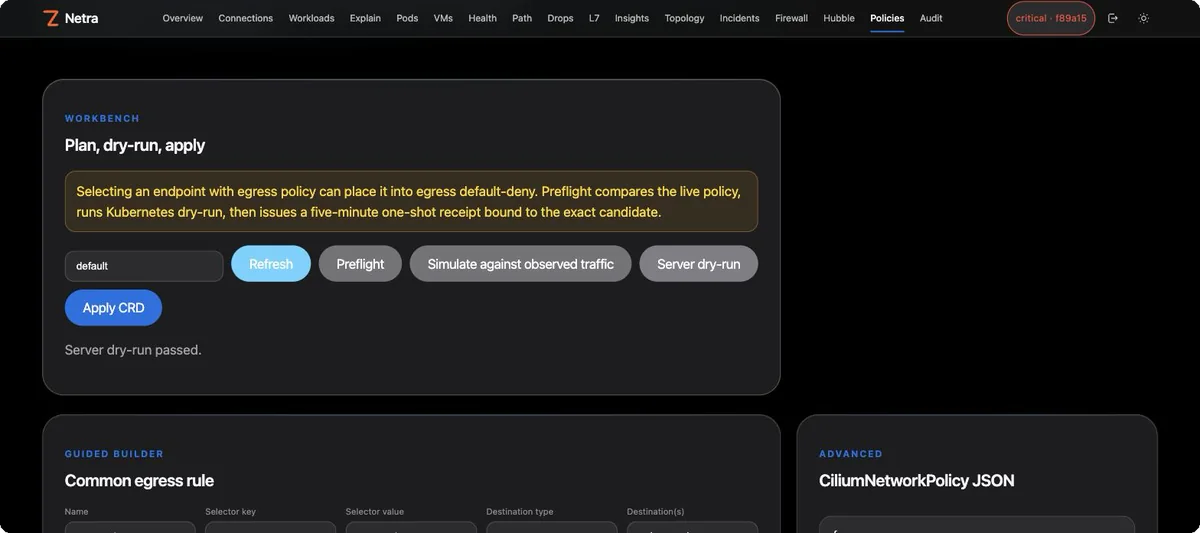 Netra
Overview Connections Workloads Explain Pods VMs Health Path Drops L7 Insights Topology Incidents Firewall Hubble Policies Audit
critical · f89a15
WORKBENCH
Plan, dry-run, apply
Selecting an endpoint with egress policy can place it into egress default-deny. Preflight compares the live policy,
runs Kubernetes dry-run, then issues a five-minute one-shot receipt bound to the exact candidate.
default
Refresh Preflight Simulate against observed traffic Server dry-run
Apply CRD
Server dry-run passed.
GUIDED BUILDER
Common egress rule
Name Selector key Selector value Destination type Destination(s)
ADVANCED
CiliumNetworkPolicy JSON